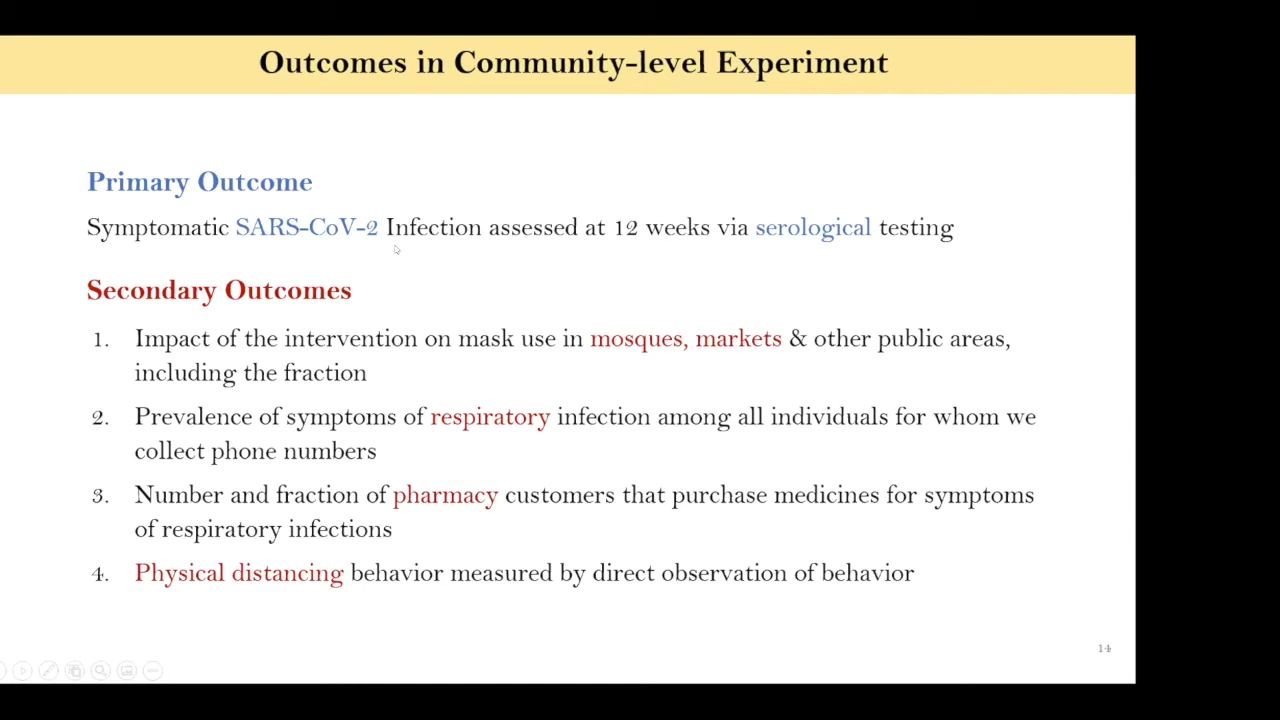 Outcomes in Community-level Experiment
Primary Outcome
Symptomatic SARS-CoV-2 Infection assessed at 12 weeks via serological testing
Secondary Outcomes
1. Impact of the intervention on mask use in mosques, markets & other public areas,
including the fraction
2. Prevalence of symptoms of respiratory infection among all individuals for whom we
collect phone numbers
3. Number and fraction of pharmacy customers that purchase medicines for symptoms
of respiratory infections
4. Physical distancing behavior measured by direct observation of behavior
14